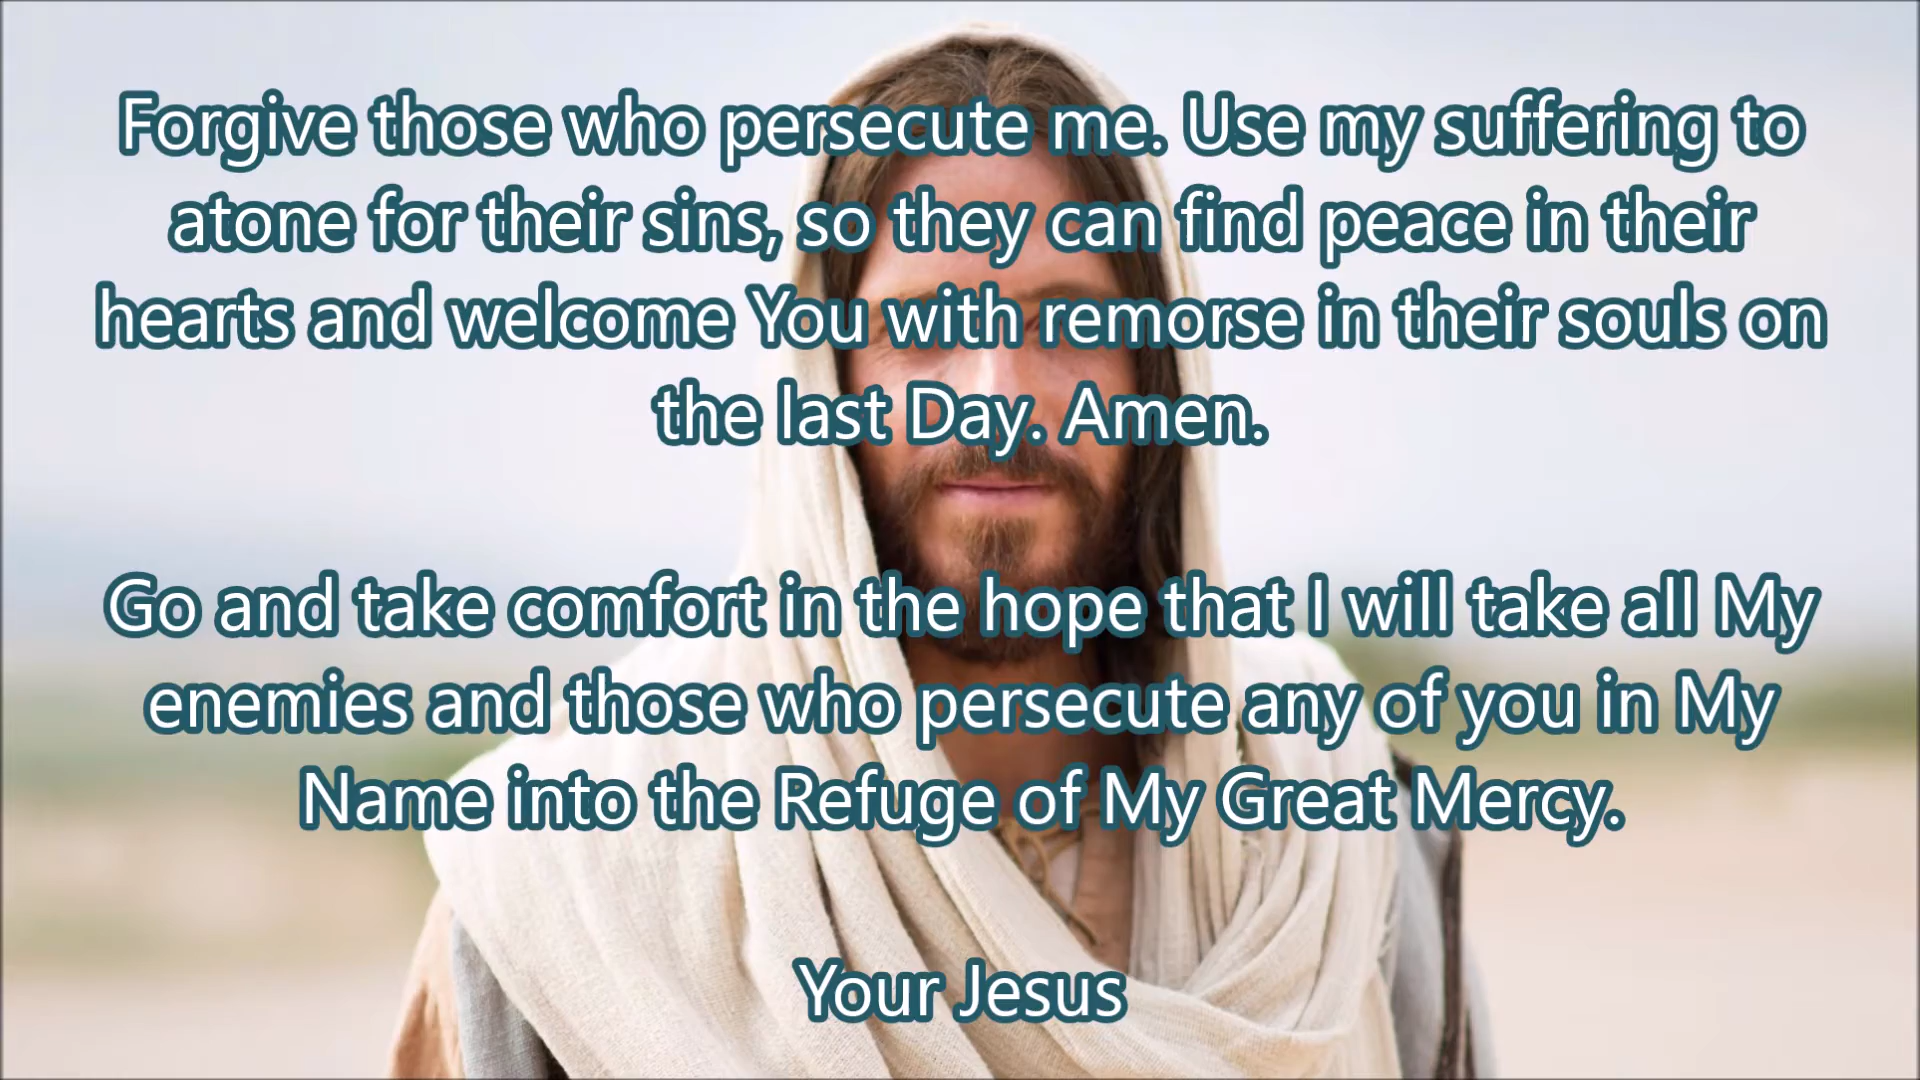 Forgive those who persecute me. Use my suffering to
atone for their sins, so they can find peace in their
hearts and welcome You with remorse in their souls on
the last Day. Amen.
Go and take comfort in the hope that I will take all My
enemies and those who persecute any of you in My
Name into the Refuge of My Great Mercy.
Your Jesus